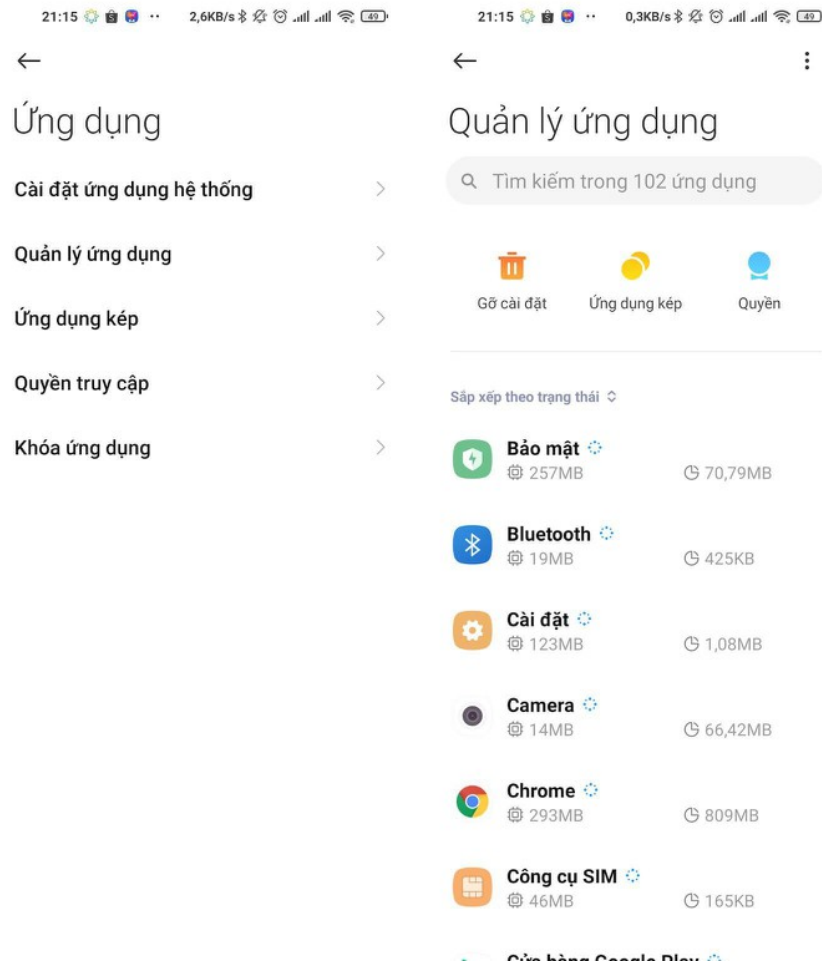 21:15 2,6KB/s 49
Ứng dụng
Cài đặt ứng dụng hệ thống
Quản lý ứng dụng
Ứng dụng kép
Quyền truy cập
Khóa ứng dụng
21:15 0,3KB/s 49
Quản lý ứng dụng
Tìm kiếm trong 102 ứng dụng
Gỡ cài đặt Ứng dụng kép Quyền
Sắp xếp theo trạng thái
Bảo mật
257MB 70,79MB
Bluetooth
19MB 425KB
Cài đặt
123MB 1,08MB
Camera
14MB 66,42MB
Chrome
293MB 809MB
Công cụ SIM
46MB 165KB
Cửa hàng Google Play